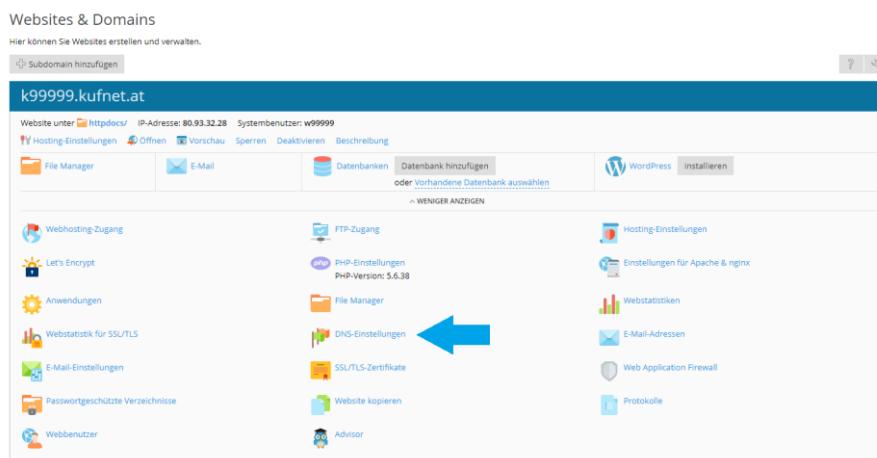 Websites & Domains
Hier können Sie Websites erstellen und verwalten.
Subdomain hinzufügen
?
k99999.kufnet.at
Website unter httpdocs/ IP-Adresse: 80.93.32.28 Systembenutzer: w99999
Hosting-Einstellungen Öffnen Vorschau Sperren Deaktivieren Beschreibung
File Manager E-Mail Datenbanken Datenbank hinzufügen WordPress Installieren
oder Vorhandene Datenbank auswählen
WENIGER ANZEIGEN
Webhosting-Zugang FTP-Zugang Hosting-Einstellungen
Let's Encrypt php PHP-Einstellungen Einstellungen für Apache & nginx
PHP-Version: 5.6.38
Anwendungen File Manager Webstatistiken
Webstatistik für SSL/TLS DNS-Einstellungen E-Mail-Adressen
E-Mail-Einstellungen SSL/TLS-Zertifikate Web Application Firewall
Passwortgeschützte Verzeichnisse Website kopieren Protokolle
Webbenutzer Advisor